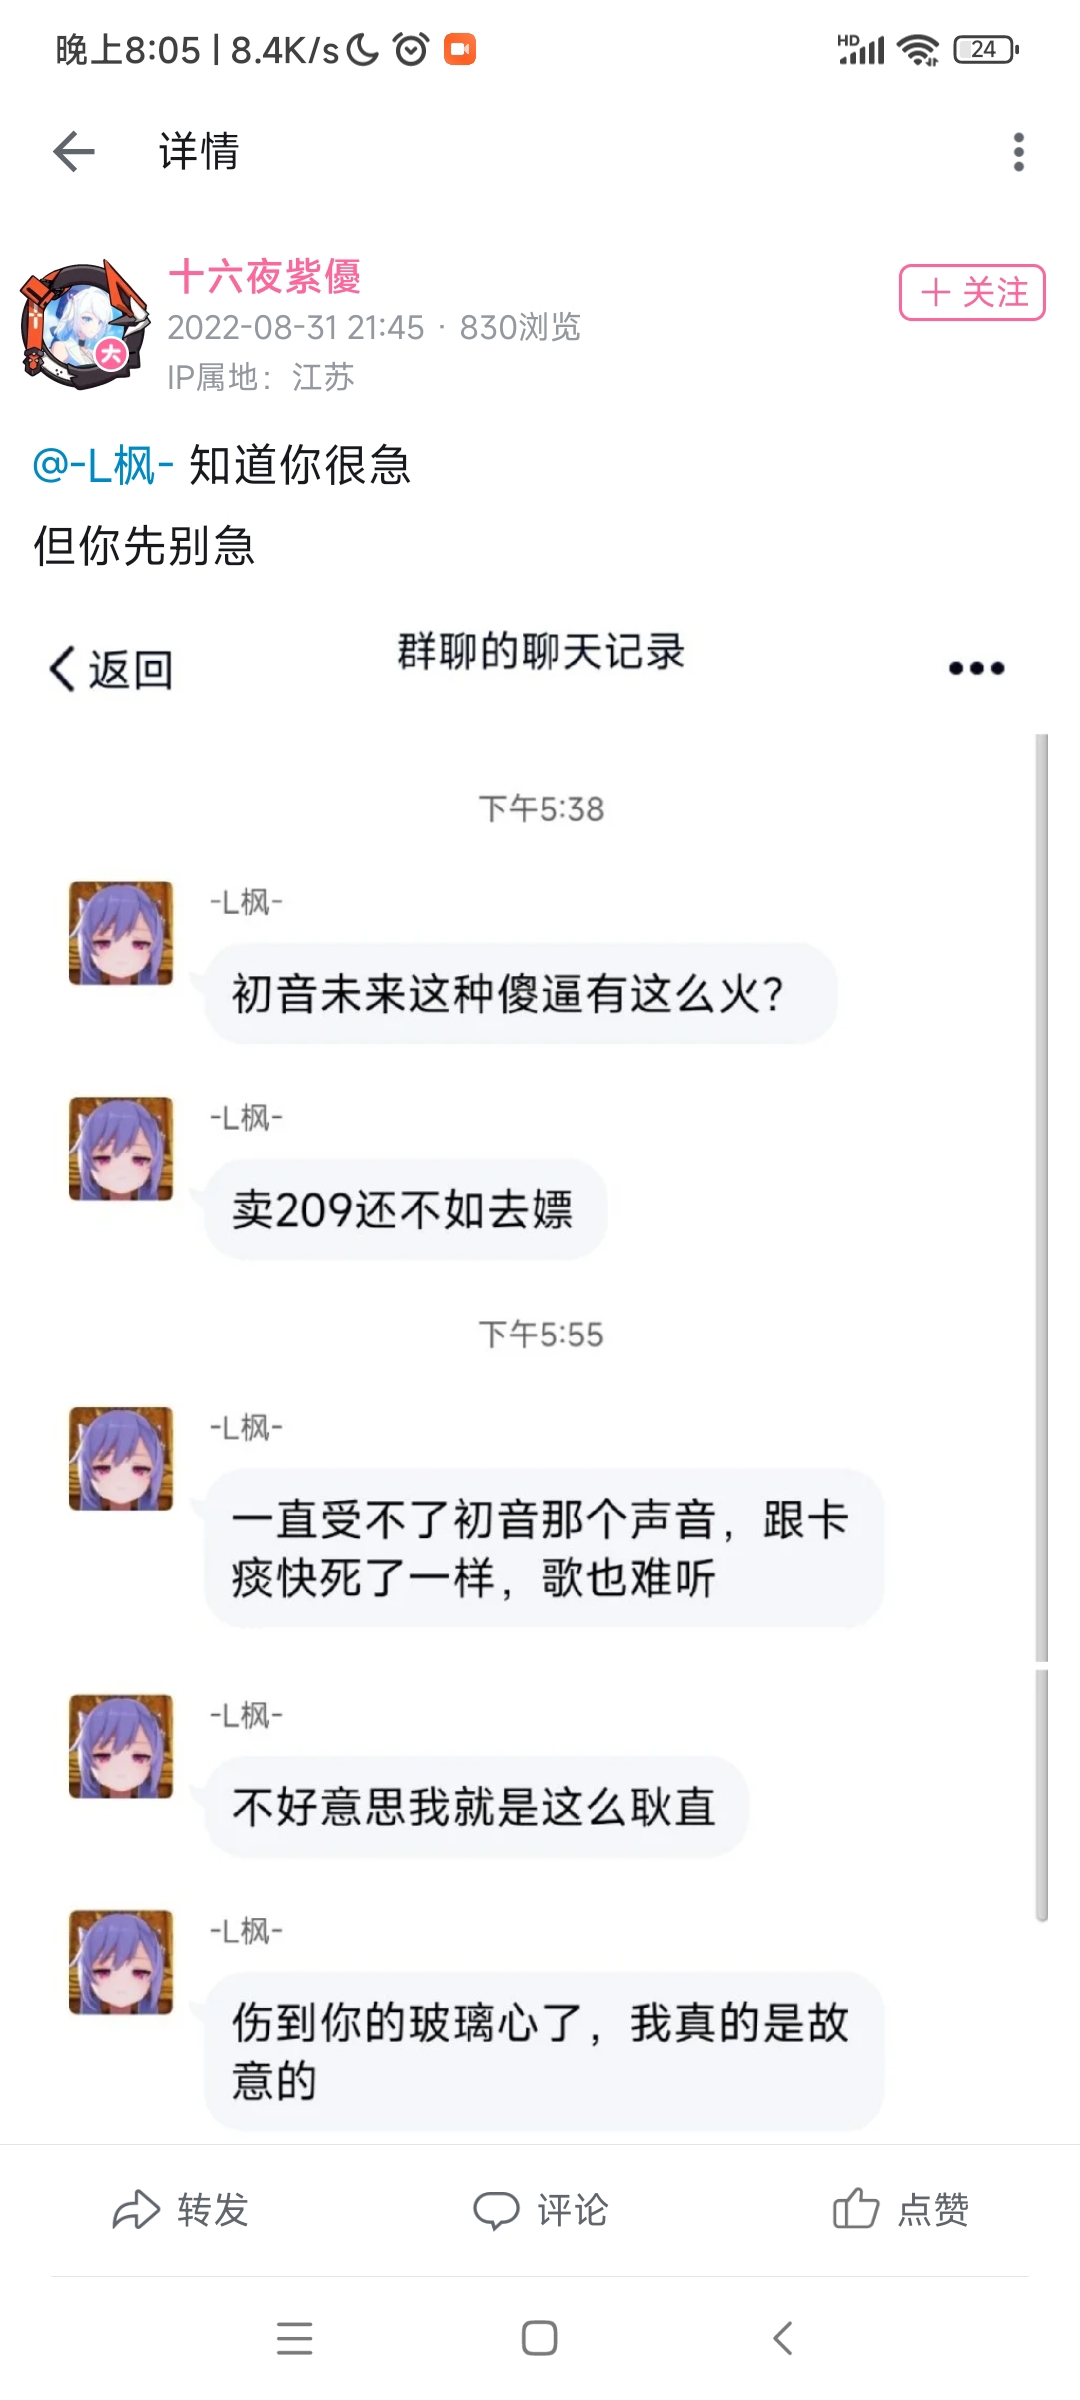 晚上8:05 | 8.4K/s
HD
24
详情
十六夜紫優
2022-08-31 21:45 · 830浏览
IP属地：江苏
＋关注
大
@-L枫- 知道你很急
但你先别急
返回
群聊的聊天记录
下午5:38
-L枫-
初音未来这种傻逼有这么火？
-L枫-
卖209还不如去嫖
下午5:55
-L枫-
一直受不了初音那个声音，跟卡
痰快死了一样，歌也难听
-L枫-
不好意思我就是这么耿直
-L枫-
伤到你的玻璃心了，我真的是故
意的
转发
评论
点赞